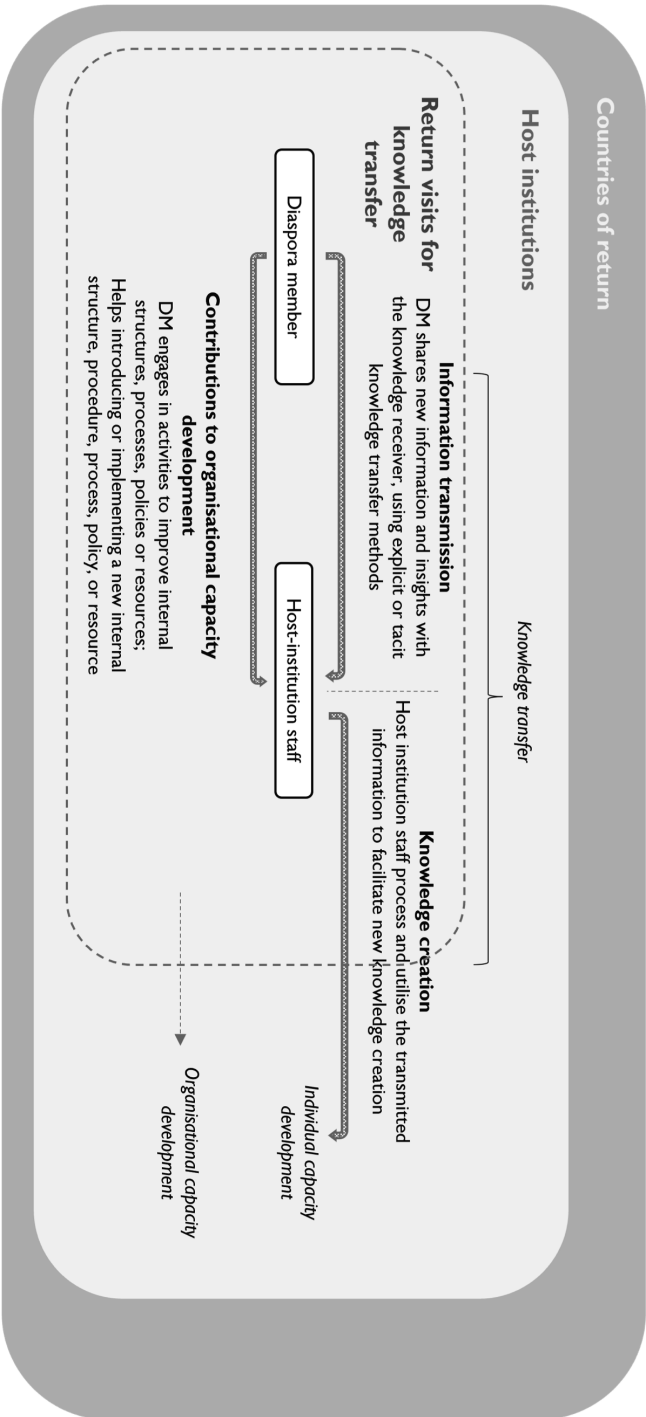 Countries of return
Host institutions
Knowledge transfer
Return visits for
knowledge
transfer
Information transmission
DM shares new information and insights with
the knowledge receiver, using explicit or tacit
knowledge transfer methods
Knowledge creation
Host institution staff process and utilise the transmitted
information to facilitate new knowledge creation
Diaspora member
Host-institution staff
Individual capacity
development
Contributions to organisational capacity
development
DM engages in activities to improve internal
structures, processes, policies or resources;
Helps introducing or implementing a new internal
structure, procedure, process, policy, or resource
Organisational capacity
development